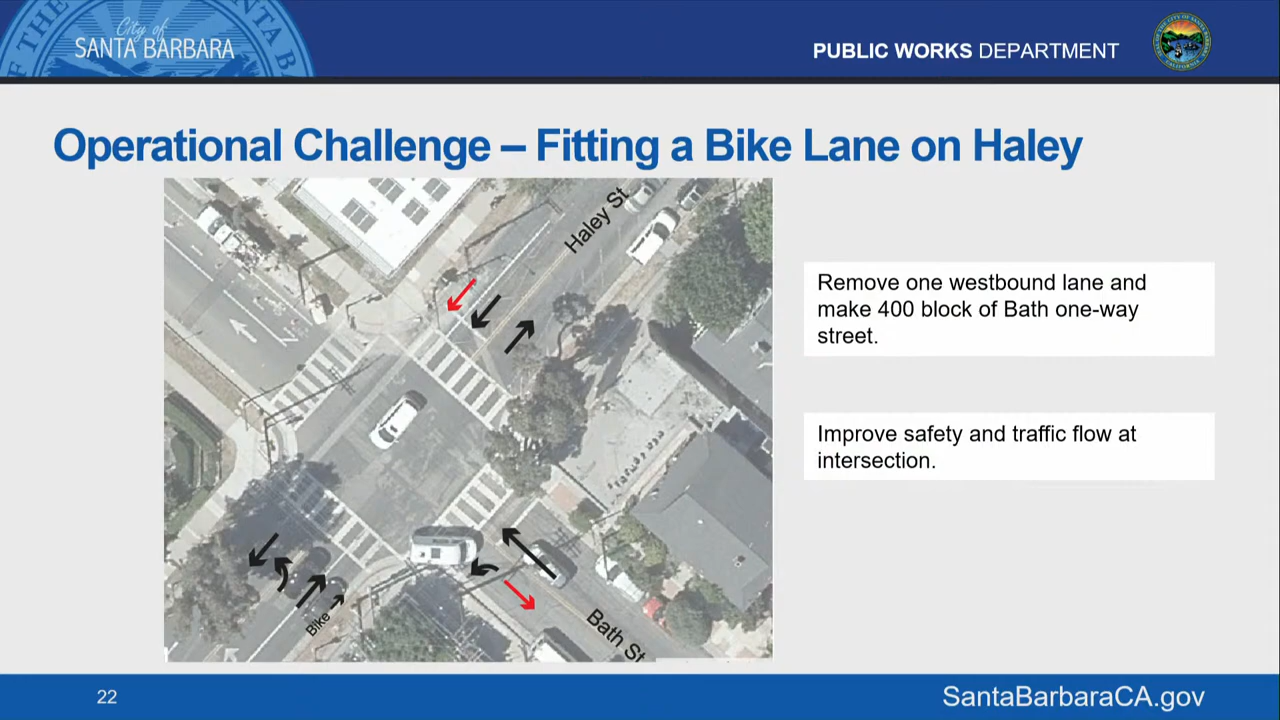 City of
SANTA BARBARA
PUBLIC WORKS DEPARTMENT
Operational Challenge – Fitting a Bike Lane on Haley
Haley St
Remove one westbound lane and
make 400 block of Bath one-way
street.
Improve safety and traffic flow at
intersection.
Bike
Bath St
22
SantaBarbaraCA.gov